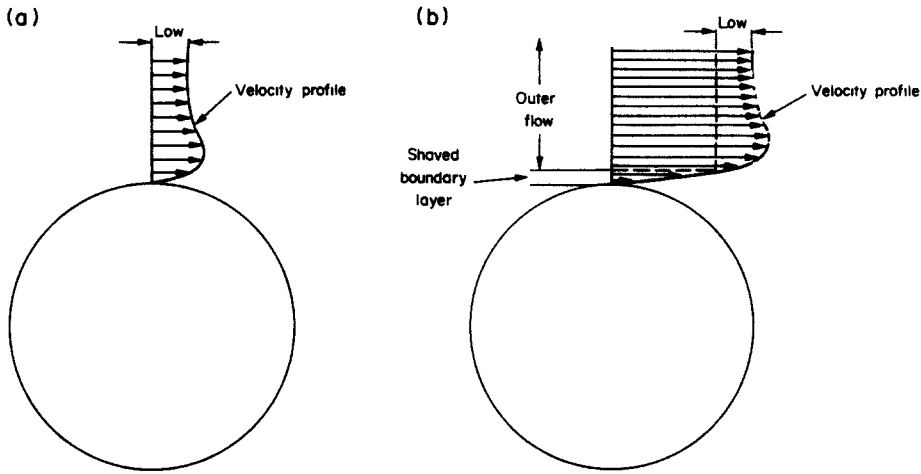 (a)
Low
Velocity profile
(b)
Low
Outer
flow
Velocity profile
Shaved
boundary
layer